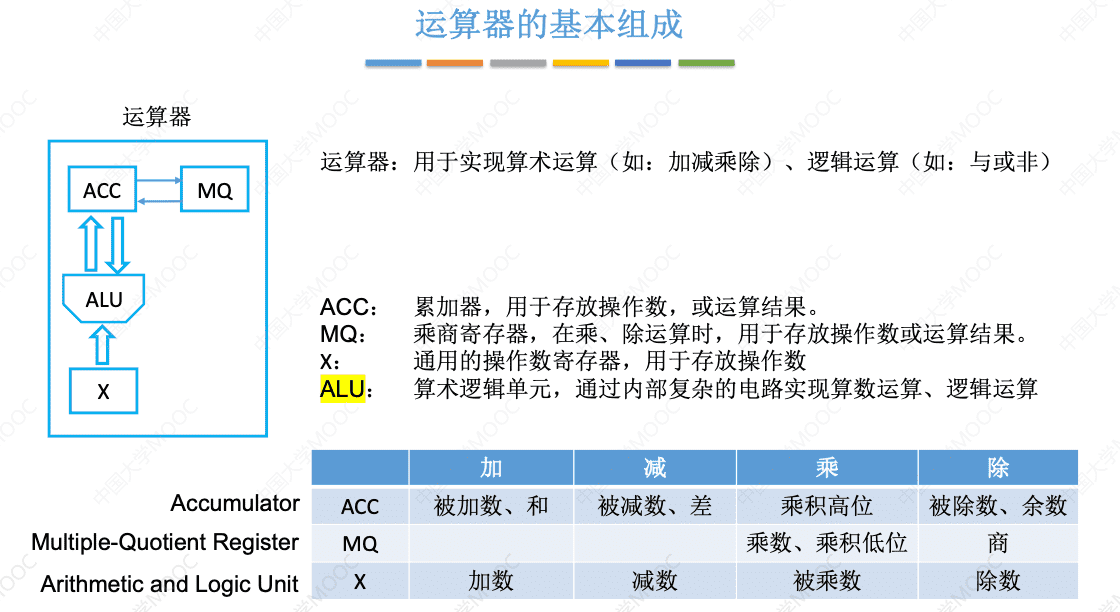 运算器的基本组成
运算器
ACC
MQ
ALU
X
运算器：用于实现算术运算（如：加减乘除）、逻辑运算（如：与或非）
ACC： 累加器，用于存放操作数，或运算结果。
MQ： 乘商寄存器，在乘、除运算时，用于存放操作数或运算结果。
X： 通用的操作数寄存器，用于存放操作数
ALU： 算术逻辑单元，通过内部复杂的电路实现算数运算、逻辑运算
加 减 乘 除
Accumulator ACC 被加数、和 被减数、差 乘积高位 被除数、余数
Multiple-Quotient Register MQ 乘数、乘积低位 商
Arithmetic and Logic Unit X 加数 减数 被乘数 除数
中国大学MOOC